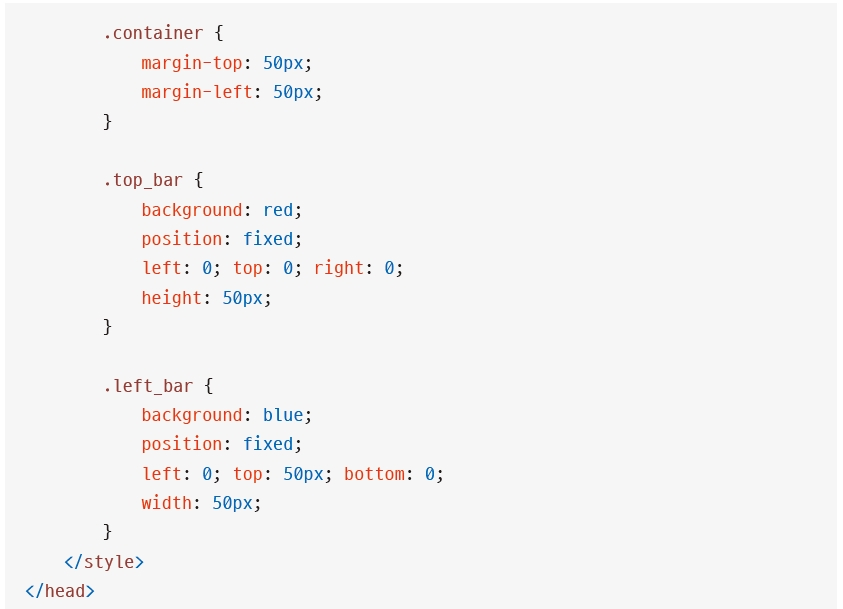 .container {
margin-top: 50px;
margin-left: 50px;
}
.top_bar {
background: red;
position: fixed;
left: 0; top: 0; right: 0;
height: 50px;
}
.left_bar {
background: blue;
position: fixed;
left: 0; top: 50px; bottom: 0;
width: 50px;
}
</style>
</head>